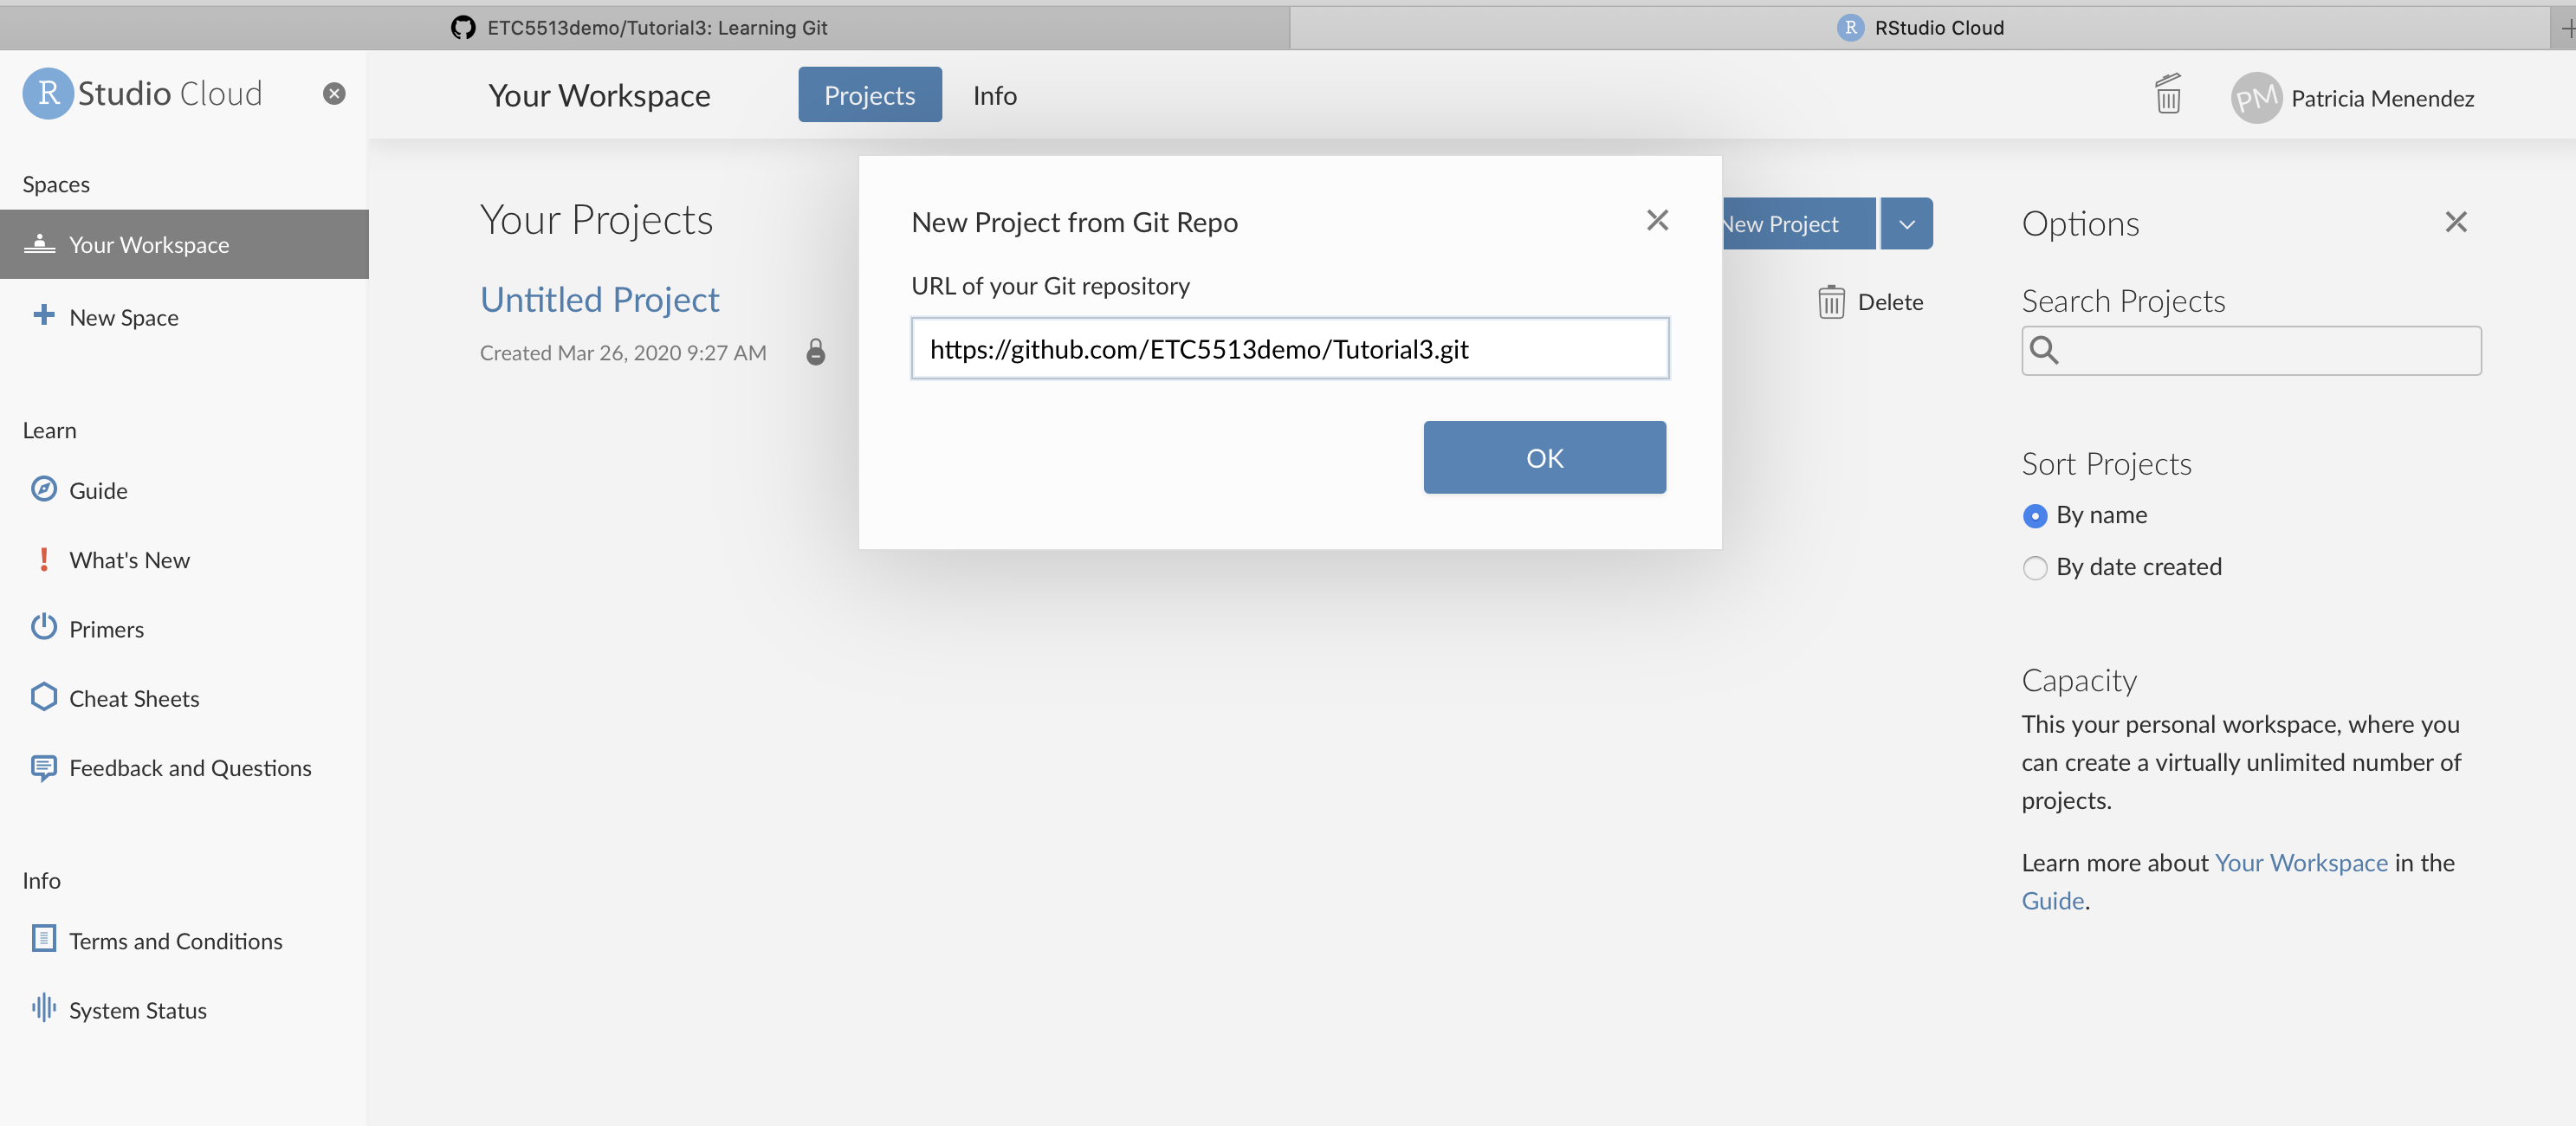 ETC5513demo/Tutorial3: Learning Git
R RStudio Cloud
R Studio Cloud
Your Workspace
Projects
Info
PM Patricia Menendez
Spaces
Your Workspace
New Space
Learn
Guide
What's New
Primers
Cheat Sheets
Feedback and Questions
Info
Terms and Conditions
System Status
Your Projects
New Project
Untitled Project
Created Mar 26, 2020 9:27 AM
Delete
New Project from Git Repo
URL of your Git repository
https://github.com/ETC5513demo/Tutorial3.git
OK
Options
Search Projects
Sort Projects
By name
By date created
Capacity
This your personal workspace, where you
can create a virtually unlimited number of
projects.
Learn more about Your Workspace in the
Guide.